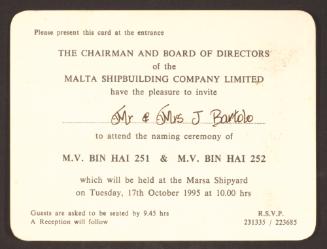 Please present this card at the entrance
THE CHAIRMAN AND BOARD OF DIRECTORS
of the
MALTA SHIPBUILDING COMPANY LIMITED
have the pleasure to invite
Mr & Mrs J Bartolo
to attend the naming ceremony of
M.V. BIN HAI 251 & M.V. BIN HAI 252
which will be held at the Marsa Shipyard
on Tuesday, 17th October 1995 at 10.00 hrs
Guests are asked to be seated by 9.45 hrs
A Reception will follow
R.S.V.P.
231335 / 223685